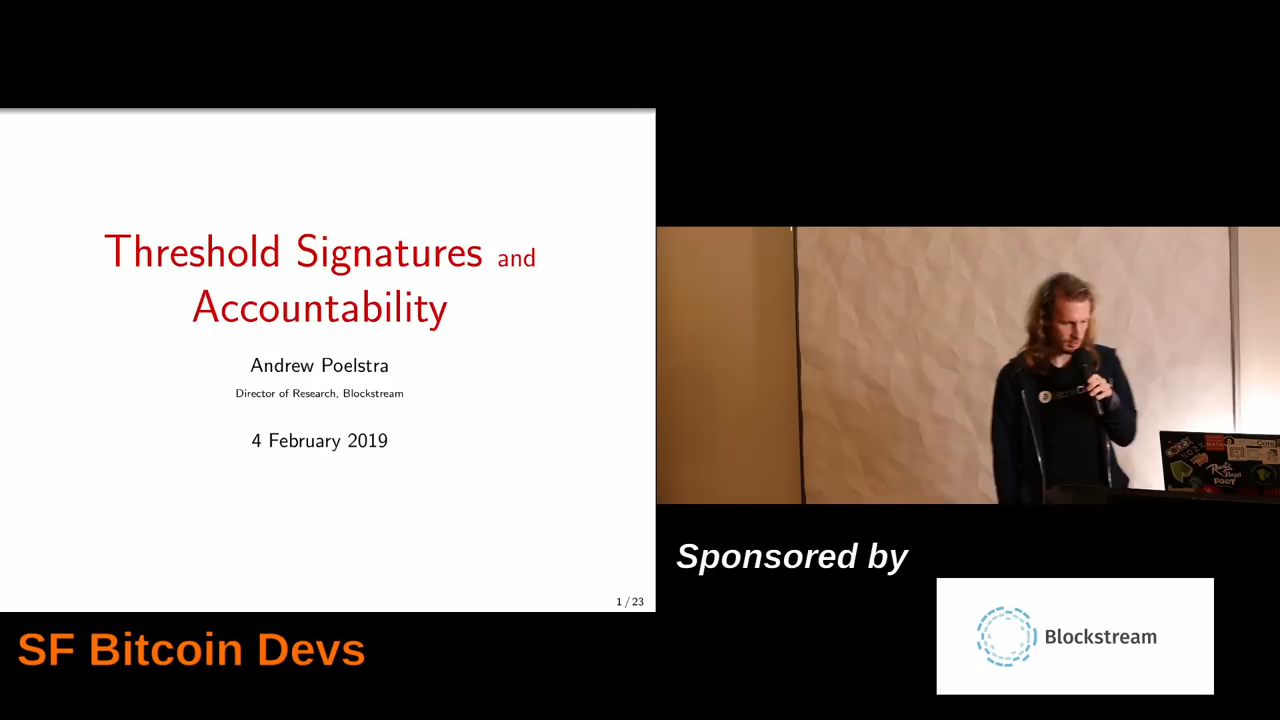 Threshold Signatures and
Accountability
Andrew Poelstra
Director of Research, Blockstream
4 February 2019
1 / 23
FOOT
Sponsored by
Blockstream
SF Bitcoin Devs